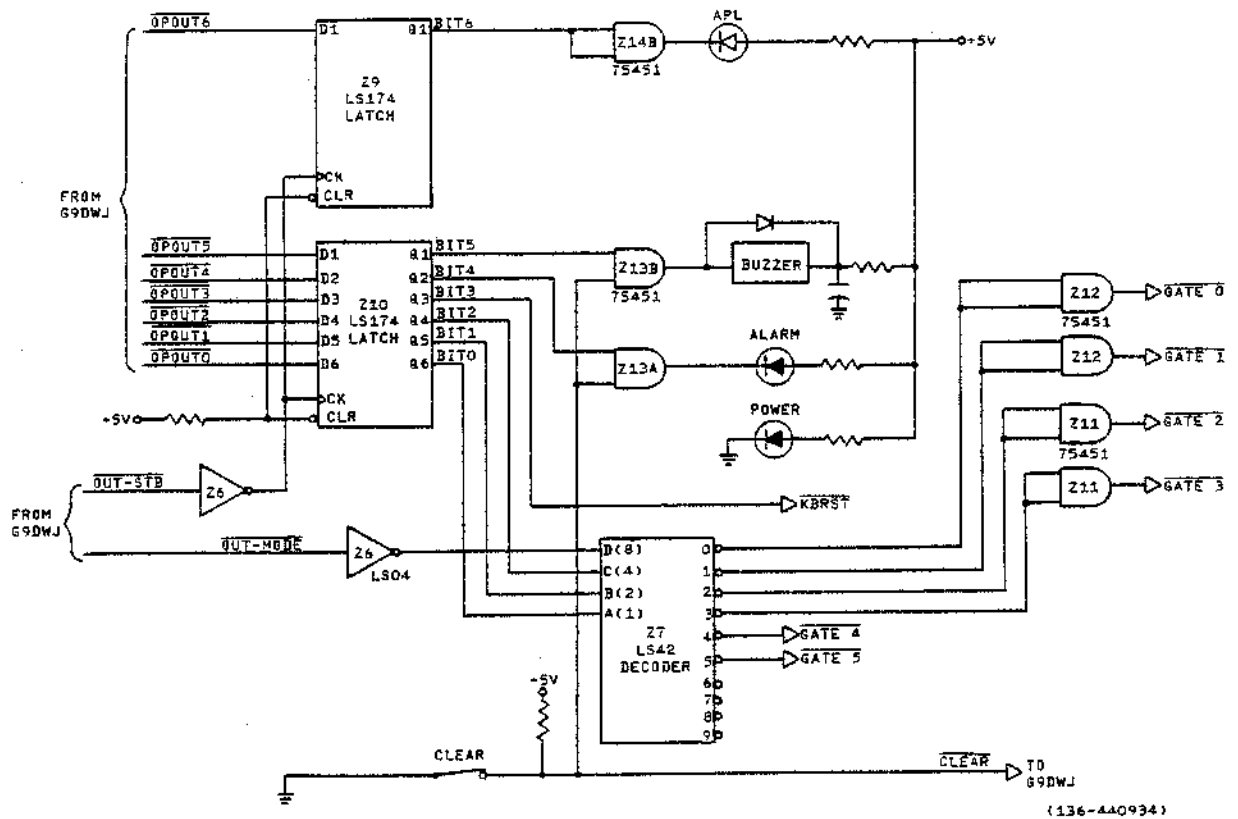 OPOUT6
D1
Q1
BIT6
Z9
LS174
LATCH
CK
CLR
Z14B
75451
APL
+5V
FROM
G9DWJ
OPOUT5
OPOUT4
OPOUT3
OPOUT2
OPOUT1
OPOUT0
D1
D2
D3
D4
D5
D6
Z10
LS174
LATCH
Q1
Q2
Q3
Q4
Q5
Q6
BIT5
BIT4
BIT3
BIT2
BIT1
BIT0
CK
CLR
+5V
Z13B
75451
BUZZER
Z13A
ALARM
POWER
Z12
75451
GATE 0
Z12
GATE 1
Z11
75451
GATE 2
Z11
GATE 3
KBRST
FROM
G9DWJ
OUT-STB
Z6
OUT-MODE
Z6
LS04
D(8)
C(4)
B(2)
A(1)
Z7
LS42
DECODER
0
1
2
3
4
5
6
7
8
9
GATE 4
GATE 5
+5V
CLEAR
CLEAR
TO
G9DWJ
(136-440934)